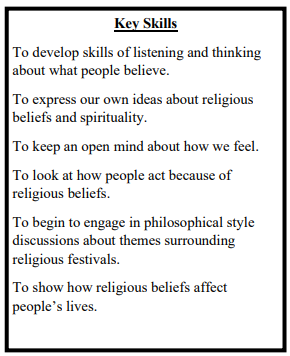 Key Skills
To develop skills of listening and thinking
about what people believe.
To express our own ideas about religious
beliefs and spirituality.
To keep an open mind about how we feel.
To look at how people act because of
religious beliefs.
To begin to engage in philosophical style
discussions about themes surrounding
religious festivals.
To show how religious beliefs affect
people’s lives.